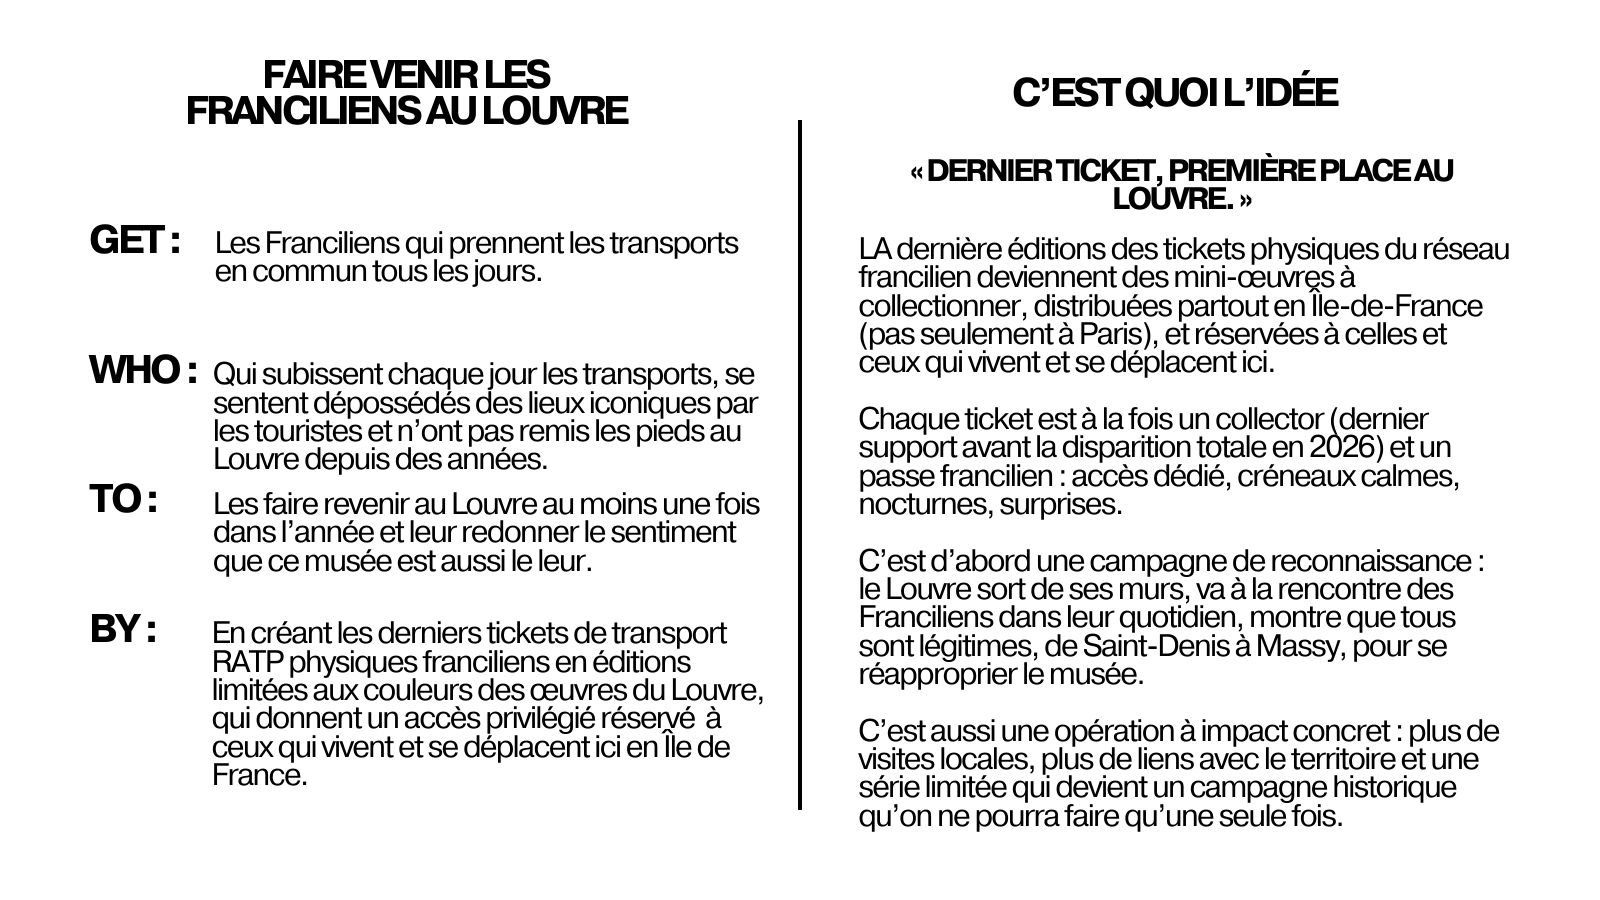 FAIRE VENIR LES
FRANCILIENS AU LOUVRE
GET :
Les Franciliens qui prennent les transports
en commun tous les jours.
WHO :
Qui subissent chaque jour les transports, se
sentent dépossédés des lieux iconiques par
les touristes et n’ont pas remis les pieds au
Louvre depuis des années.
TO :
Les faire revenir au Louvre au moins une fois
dans l’année et leur redonner le sentiment
que ce musée est aussi le leur.
BY :
En créant les derniers tickets de transport
RATP physiques franciliens en éditions
limitées aux couleurs des œuvres du Louvre,
qui donnent un accès privilégié réservé  à
ceux qui vivent et se déplacent ici en Île de
France.
C’EST QUOI L’IDÉE
« DERNIER TICKET, PREMIÈRE PLACE AU
LOUVRE. »
LA dernière éditions des tickets physiques du réseau
francilien deviennent des mini-œuvres à
collectionner, distribuées partout en Île-de-France
(pas seulement à Paris), et réservées à celles et
ceux qui vivent et se déplacent ici.
Chaque ticket est à la fois un collector (dernier
support avant la disparition totale en 2026) et un
passe francilien : accès dédié, créneaux calmes,
nocturnes, surprises.
C’est d’abord une campagne de reconnaissance :
le Louvre sort de ses murs, va à la rencontre des
Franciliens dans leur quotidien, montre que tous
sont légitimes, de Saint-Denis à Massy, pour se
réapproprier le musée.
C’est aussi une opération à impact concret : plus de
visites locales, plus de liens avec le territoire et une
série limitée qui devient un campagne historique
qu’on ne pourra faire qu’une seule fois.